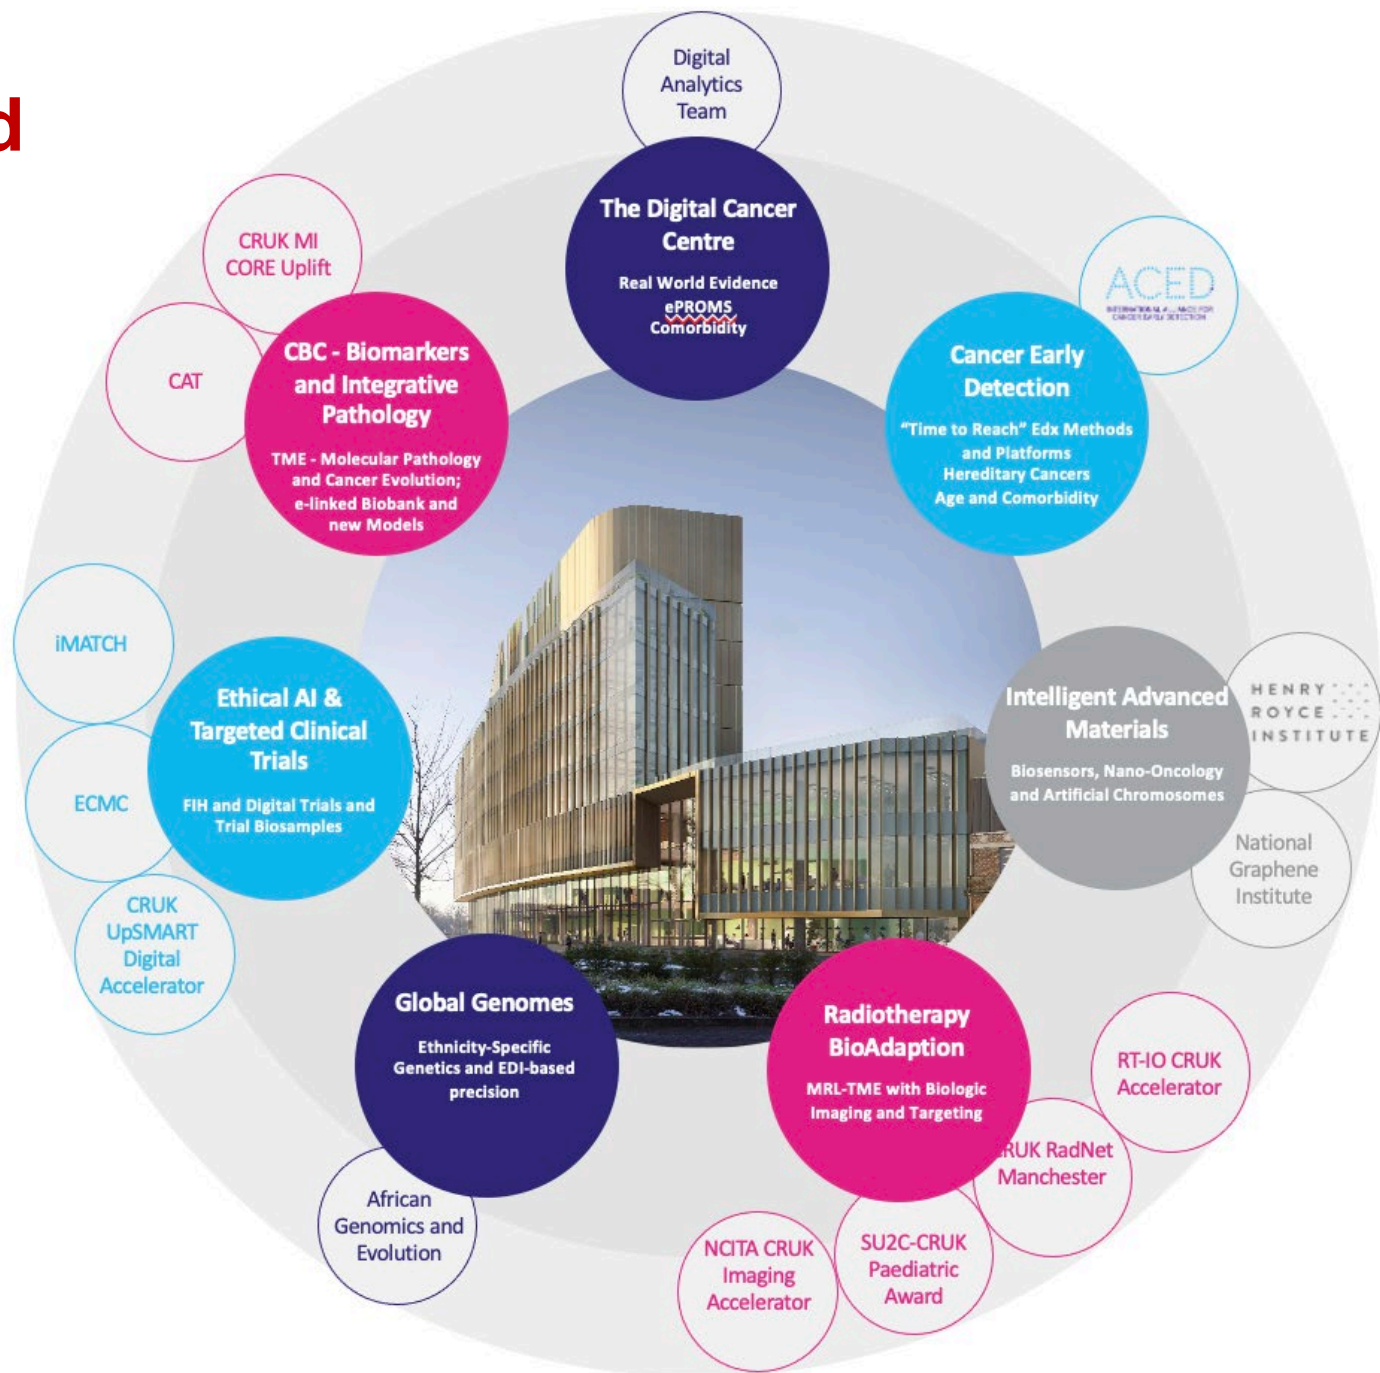 d
Digital
Analytics
Team
The Digital Cancer
Centre
Real World Evidence
ePROMS
Comorbidity
CRUK MI
CORE Uplift
CAT
CBC - Biomarkers
and Integrative
Pathology
TME - Molecular Pathology
and Cancer Evolution;
e-linked Biobank and
new Models
ACED
INTERNATIONAL ALLIANCE FOR
CANCER EARLY DETECTION
Cancer Early
Detection
“Time to Reach” Edx Methods
and Platforms
Hereditary Cancers
Age and Comorbidity
iMATCH
ECMC
CRUK
UpSMART
Digital
Accelerator
Ethical AI &
Targeted Clinical
Trials
FIH and Digital Trials and
Trial Biosamples
Intelligent Advanced
Materials
Biosensors, Nano-Oncology
and Artificial Chromosomes
HENRY
ROYCE
INSTITUTE
National
Graphene
Institute
Global Genomes
Ethnicity-Specific
Genetics and EDI-based
precision
African
Genomics and
Evolution
Radiotherapy
BioAdaption
MRL-TME with Biologic
Imaging and Targeting
RT-IO CRUK
Accelerator
RUK RadNet
Manchester
SU2C-CRUK
Paediatric
Award
NCITA CRUK
Imaging
Accelerator